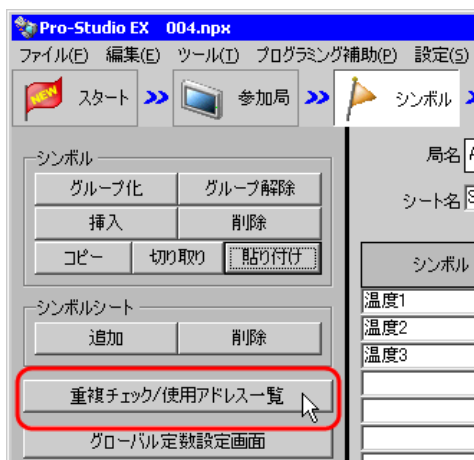 Pro-Studio EX 004.npx
ファイル(F) 編集(E) ツール(T) プログラミング補助(P) 設定(S)
NEW スタート 参加局 シンボル
シンボル
グループ化 グループ解除
挿入 削除
コピー 切り取り 貼り付け
シンボルシート
追加 削除
重複チェック/使用アドレス一覧
グローバル定数設定画面
局名 A
シート名 S
シンボル
温度1
温度2
温度3